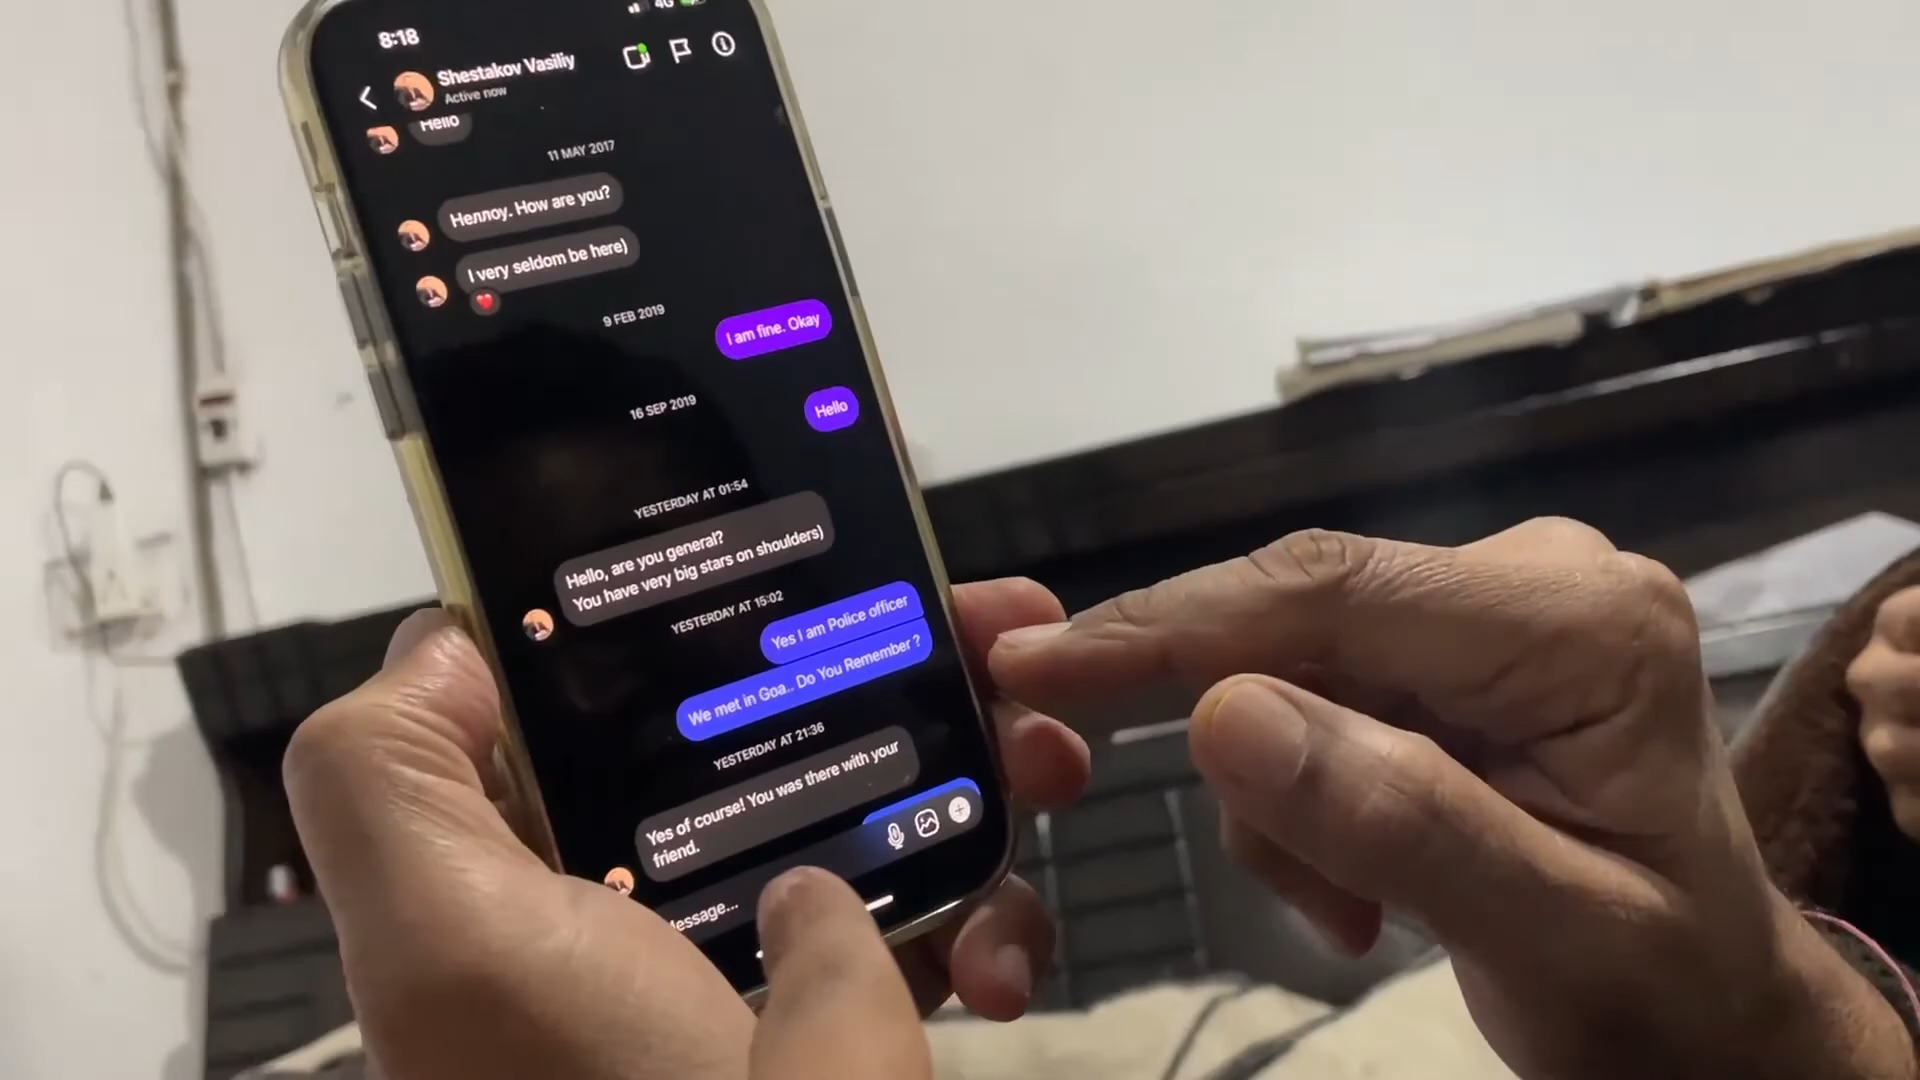 8:18
4G
Shestakov Vasiliy
Active now
Hello
11 MAY 2017
Неллоу. How are you?
I very seldom be here)
9 FEB 2019
I am fine. Okay
16 SEP 2019
Hello
YESTERDAY AT 01:54
Hello, are you general?
You have very big stars on shoulders)
YESTERDAY AT 15:02
Yes I am Police officer
We met in Goa.. Do You Remember ?
YESTERDAY AT 21:36
Yes of course! You was there with your
friend.
Message...